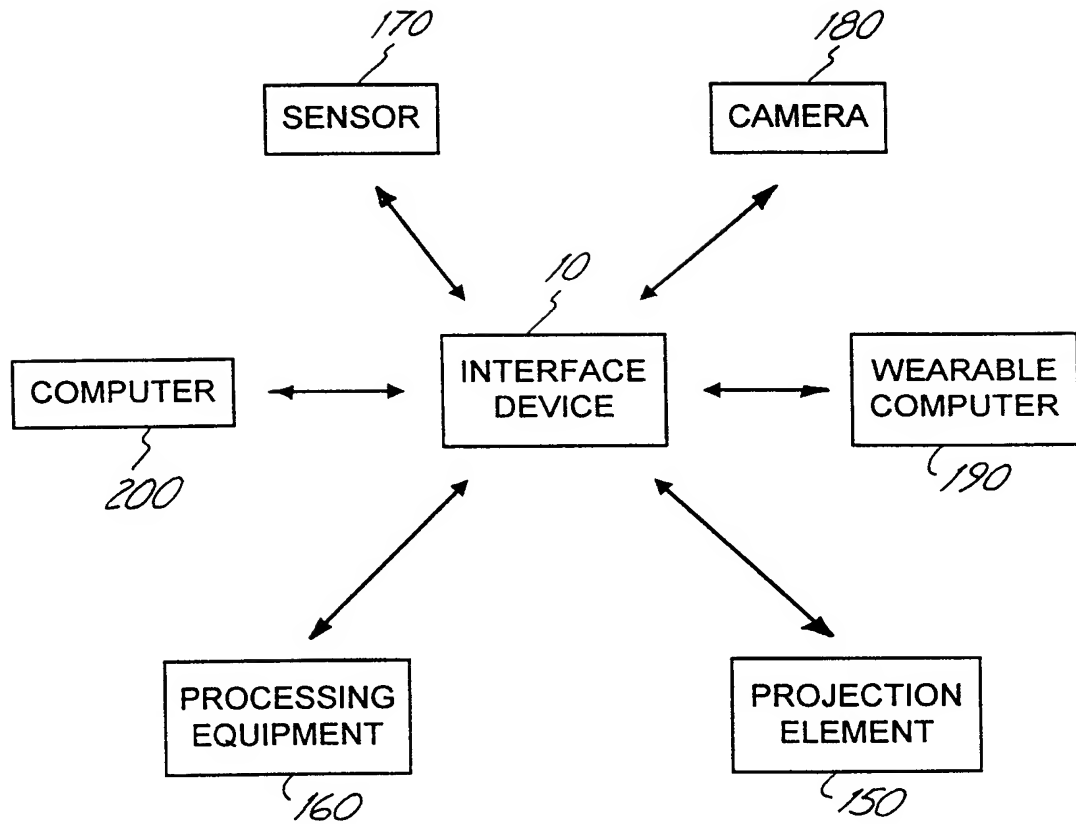 170
180
SENSOR
CAMERA
10
INTERFACE
DEVICE
COMPUTER
200
WEARABLE
COMPUTER
190
PROCESSING
EQUIPMENT
160
PROJECTION
ELEMENT
150